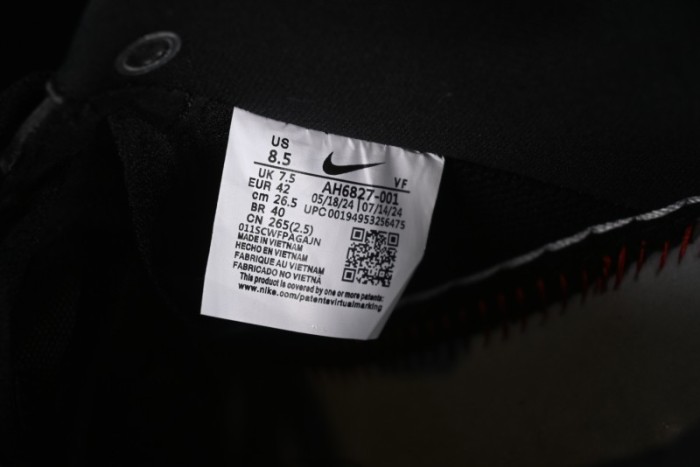 US
8.5
UK 7.5
EUR 42
cm 26.5
BR 40
CN 265(2.5)
AH6827-001 VF
05/18/24 07/14/24
UPC 00194953256475
011SCWFPAGAJN
MADE IN VIETNAM
HECHO EN VIETNAM
FABRIQUE AU VIETNAM
FABRICADO NO VIETNÃ
This product is covered by one or more patents:
www.nike.com/patentsvirtualmarking